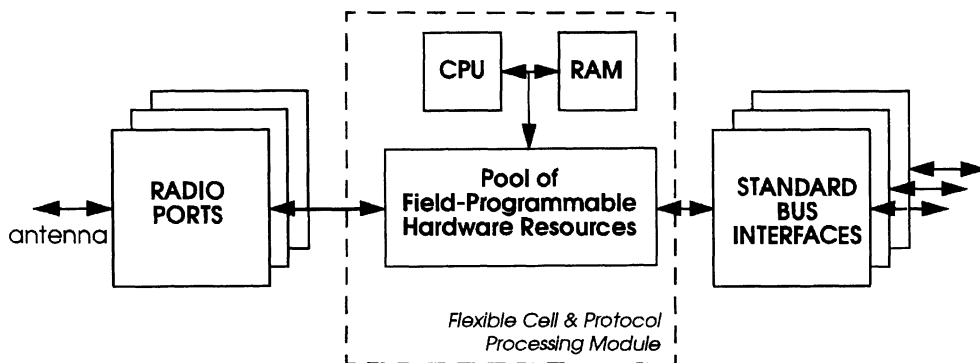 CPU
RAM
RADIO
PORTS
antenna
Pool of
Field-Programmable
Hardware Resources
STANDARD
BUS
INTERFACES
Flexible Cell & Protocol
Processing Module